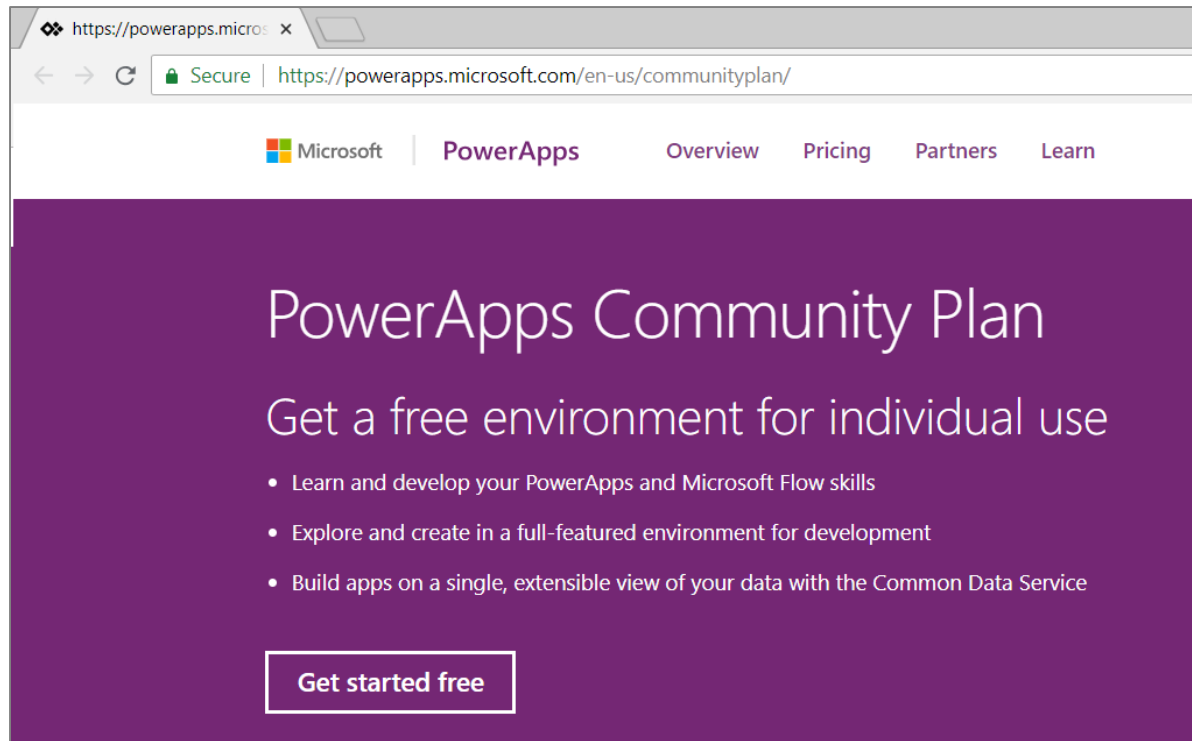 https://powerapps.micros
Secure | https://powerapps.microsoft.com/en-us/communityplan/
Microsoft | PowerApps Overview Pricing Partners Learn
PowerApps Community Plan
Get a free environment for individual use
• Learn and develop your PowerApps and Microsoft Flow skills
• Explore and create in a full-featured environment for development
• Build apps on a single, extensible view of your data with the Common Data Service
Get started free